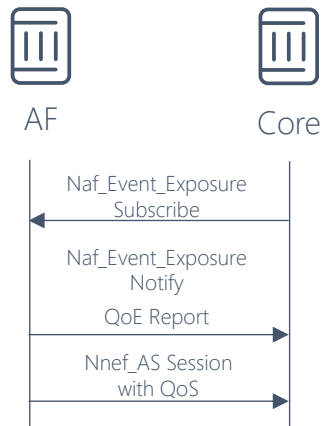 AF
Core
Naf_Event_Exposure
Subscribe
Naf_Event_Exposure
Notify
QoE Report
Nnef_AS Session
with QoS